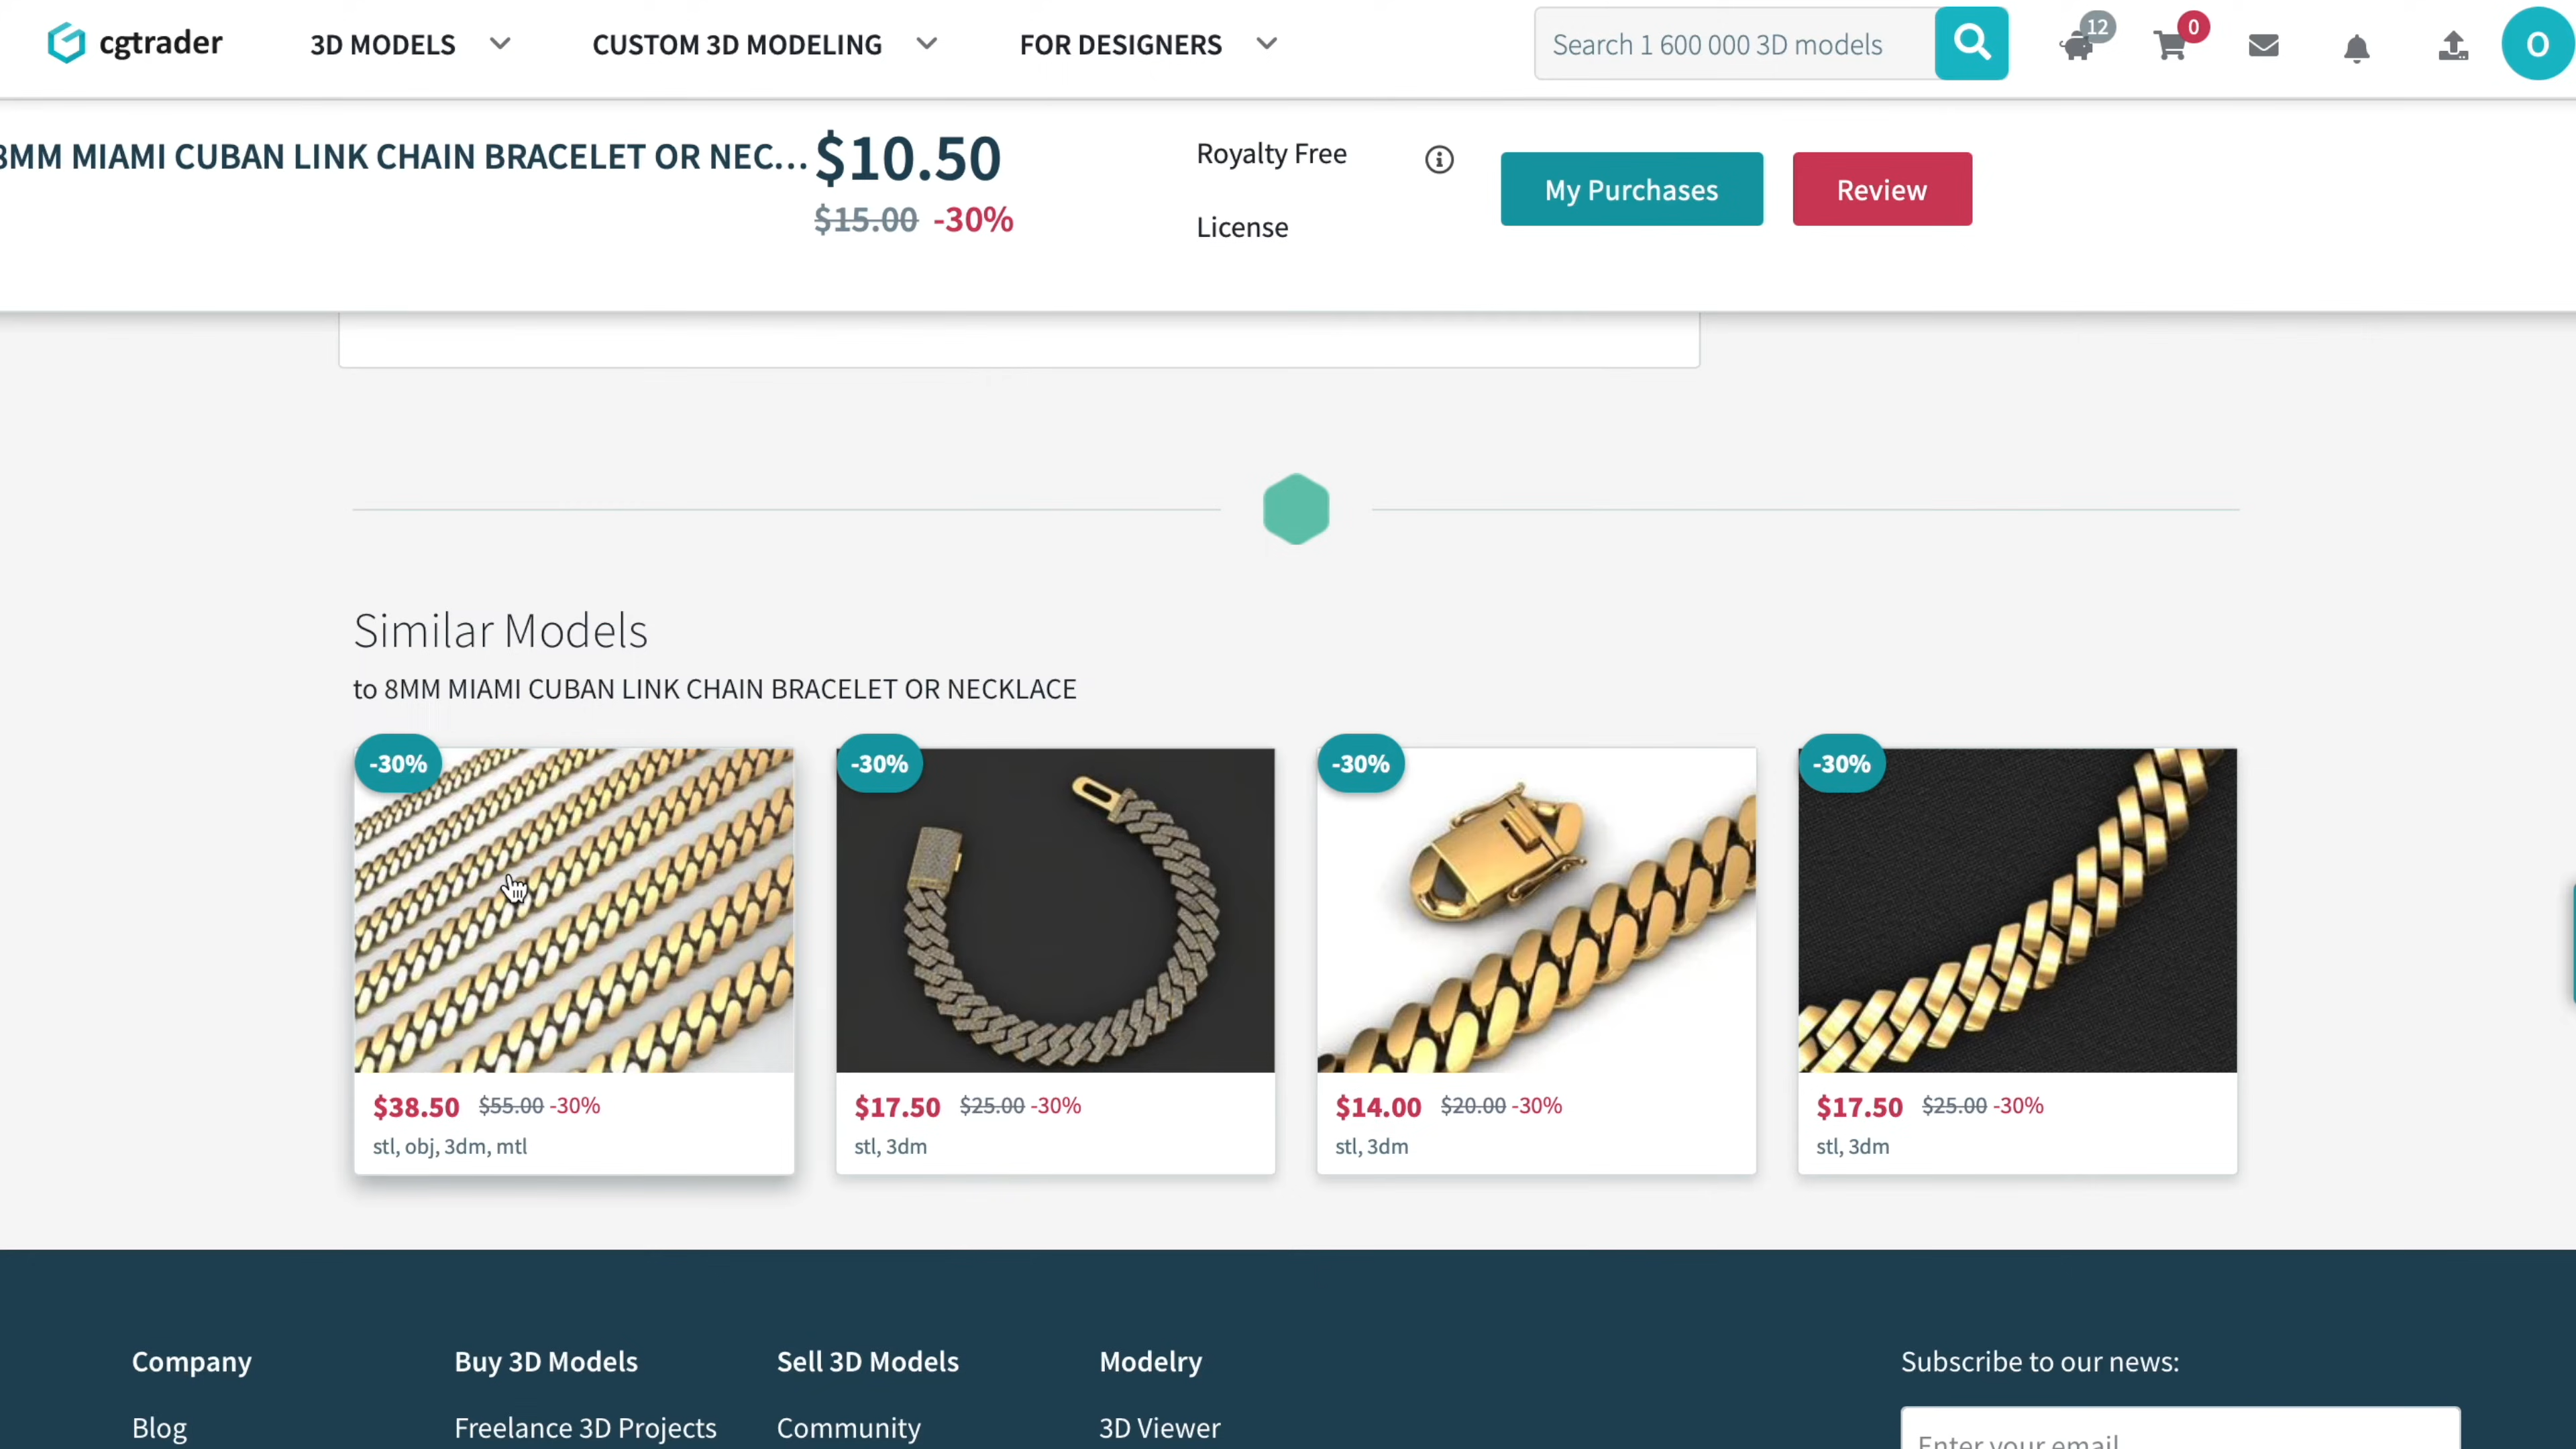 cgtrader
3D MODELS
CUSTOM 3D MODELING
FOR DESIGNERS
Search 1 600 000 3D models
12
0
O
8MM MIAMI CUBAN LINK CHAIN BRACELET OR NEC...
$10.50
$15.00 -30%
Royalty Free
License
My Purchases
Review
Similar Models
to 8MM MIAMI CUBAN LINK CHAIN BRACELET OR NECKLACE
-30%
-30%
-30%
-30%
$38.50 $55.00 -30%
stl, obj, 3dm, mtl
$17.50 $25.00 -30%
stl, 3dm
$14.00 $20.00 -30%
stl, 3dm
$17.50 $25.00 -30%
stl, 3dm
Company
Blog
Buy 3D Models
Freelance 3D Projects
Sell 3D Models
Community
Modelry
3D Viewer
Subscribe to our news:
Enter your email